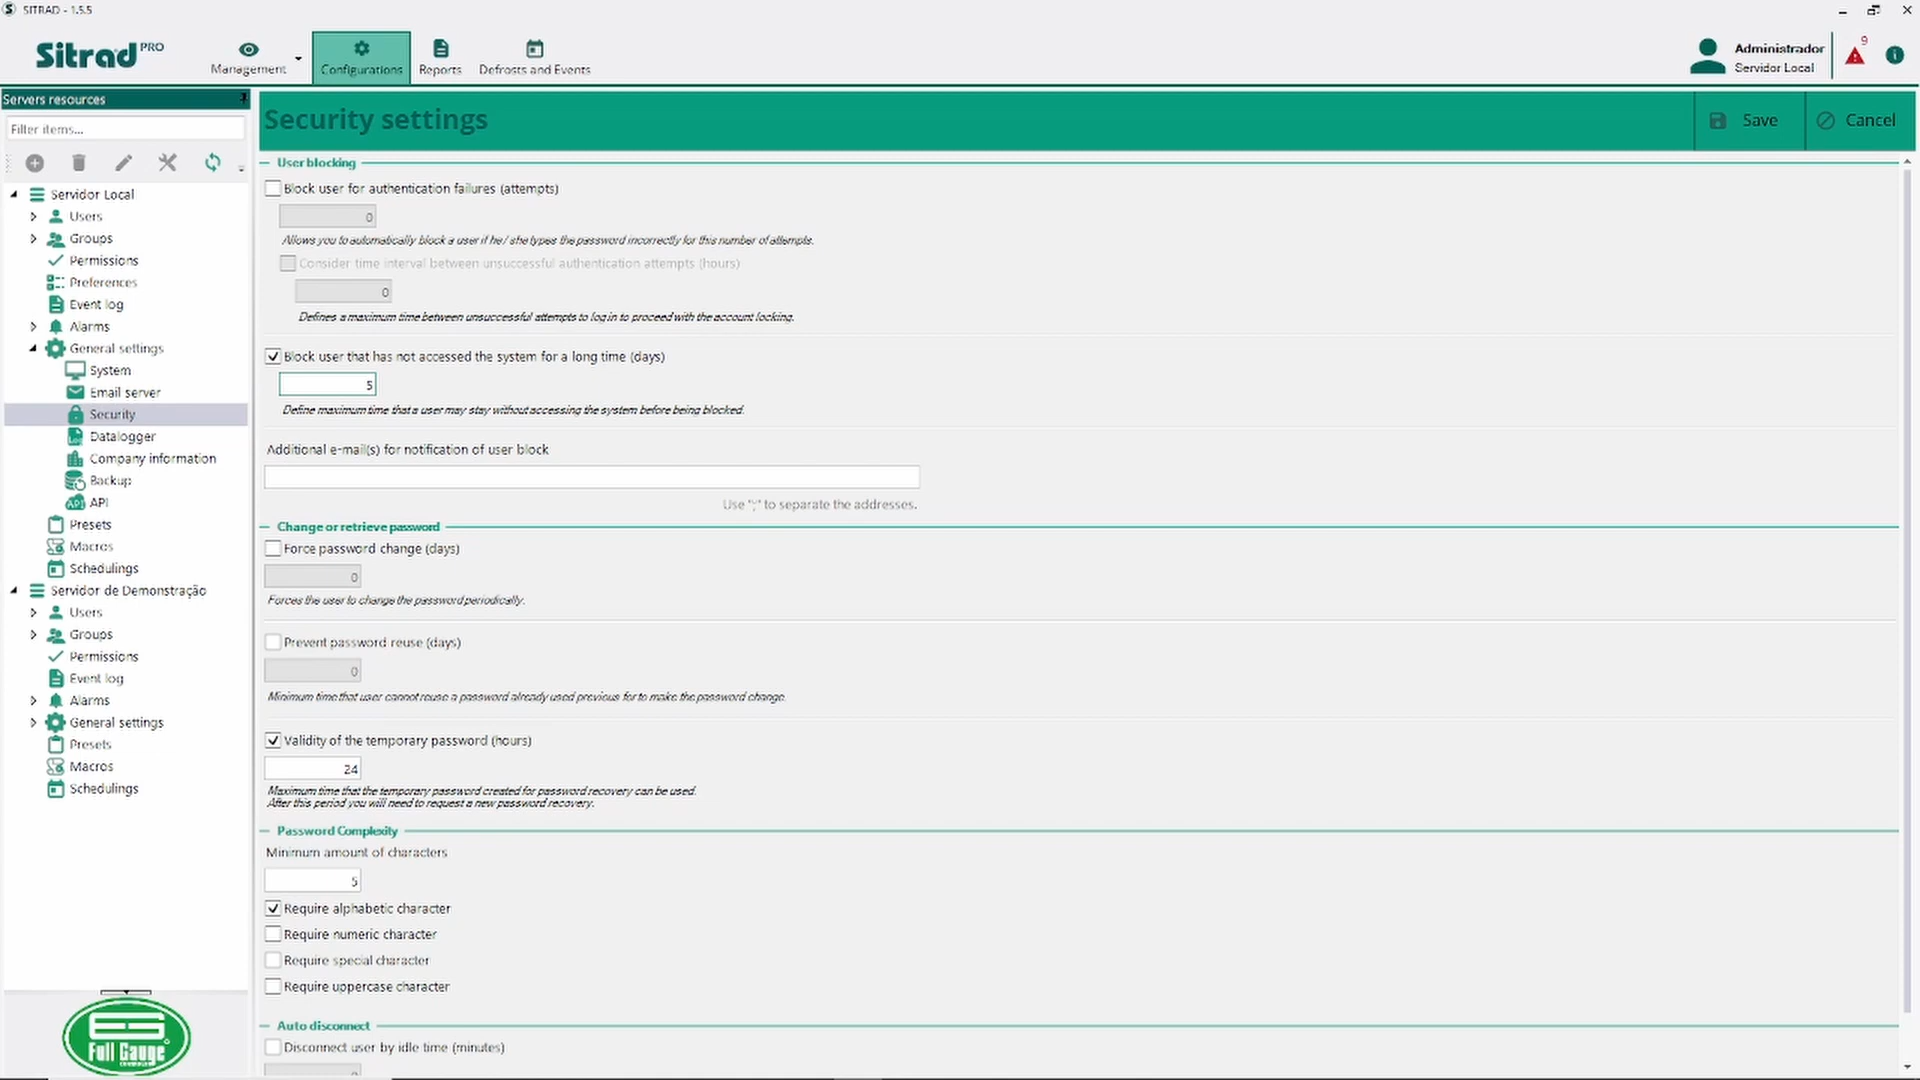 SITRAD - 1.5.5
Sitrad PRO
Management
Configurations
Reports
Defrosts and Events
Administrador
Servidor Local
9
Servers resources
Filter items...
Servidor Local
Users
Groups
Permissions
Preferences
Event log
Alarms
General settings
System
Email server
Security
Datalogger
Company information
Backup
API
Presets
Macros
Schedulings
Servidor de Demonstração
Users
Groups
Permissions
Event log
Alarms
General settings
Presets
Macros
Schedulings
Full Gauge
Security settings
Save
Cancel
User blocking
Block user for authentication failures (attempts)
0
Allows you to automatically block a user if he / she types the password incorrectly for this number of attempts.
Consider time interval between unsuccessful authentication attempts (hours)
0
Defines a maximum time between unsuccessful attempts to log in to proceed with the account locking.
Block user that has not accessed the system for a long time (days)
5
Define maximum time that a user may stay without accessing the system before being blocked.
Additional e-mail(s) for notification of user block
Use ";" to separate the addresses.
Change or retrieve password
Force password change (days)
0
Forces the user to change the password periodically.
Prevent password reuse (days)
0
Minimum time that user cannot reuse a password already used previous for to make the password change.
Validity of the temporary password (hours)
24
Maximum time that the temporary password created for password recovery can be used.
After this period you will need to request a new password recovery.
Password Complexity
Minimum amount of characters
5
Require alphabetic character
Require numeric character
Require special character
Require uppercase character
Auto disconnect
Disconnect user by idle time (minutes)